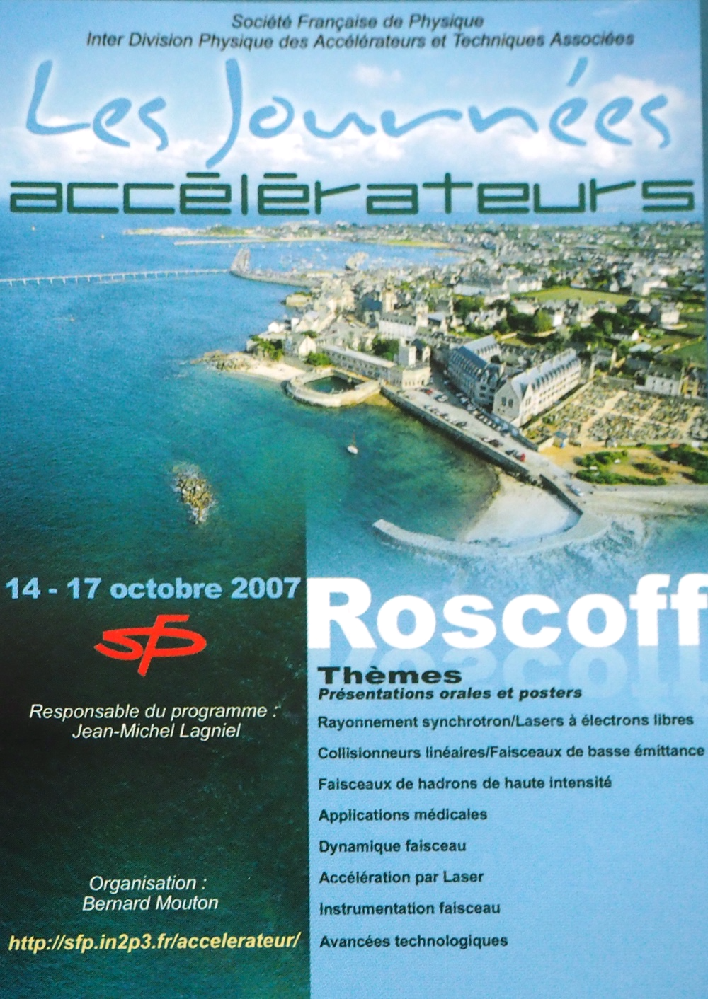 Société Française de Physique
Inter Division Physique des Accélérateurs et Techniques Associées
Les Journées
accélérateurs
14 - 17 octobre 2007
Roscoff
sfp
Responsable du programme :
Jean-Michel Lagniel
Organisation :
Bernard Mouton
http://sfp.in2p3.fr/accelerateur/
Thèmes
Présentations orales et posters
Rayonnement synchrotron/Lasers à électrons libres
Collisionneurs linéaires/Faisceaux de basse émittance
Faisceaux de hadrons de haute intensité
Applications médicales
Dynamique faisceau
Accélération par Laser
Instrumentation faisceau
Avancées technologiques